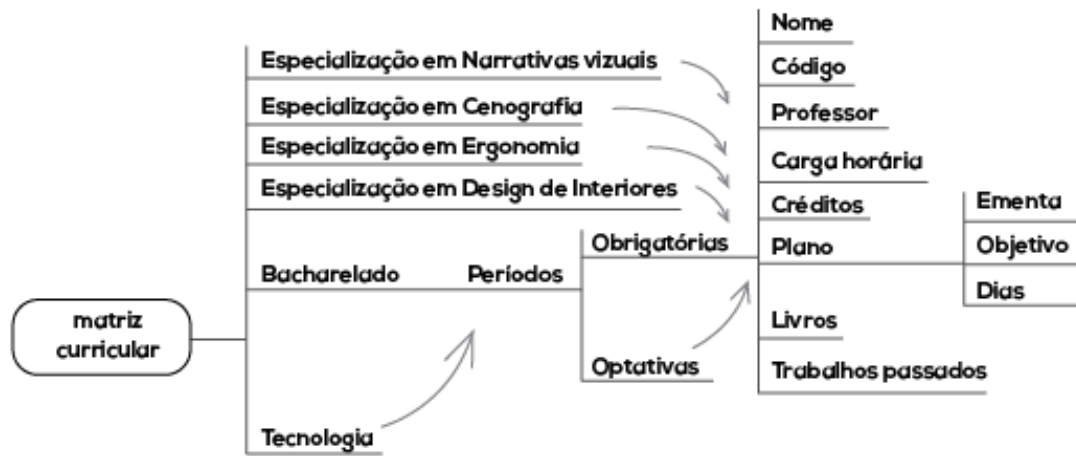 matriz
curricular
Especialização em Narrativas vizuais
Especialização em Cenografia
Especialização em Ergonomia
Especialização em Design de Interiores
Bacharelado
Períodos
Tecnologia
Obrigatórias
Optativas
Nome
Código
Professor
Carga horária
Créditos
Plano
Livros
Trabalhos passados
Ementa
Objetivo
Dias